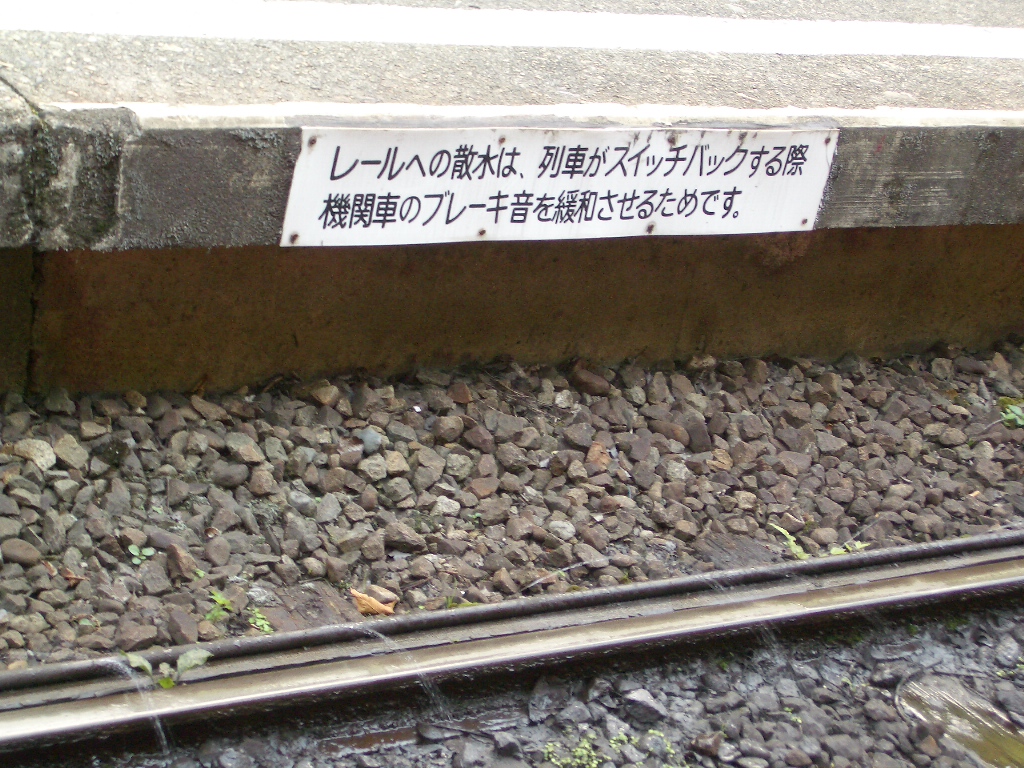 レールへの散水は、列車がスイッチバックする際
機関車のブレーキ音を緩和させるためです。